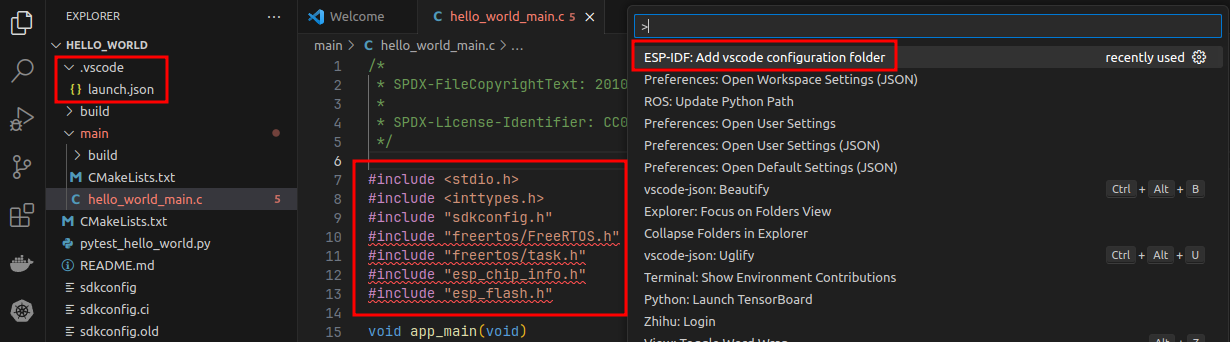 EXPLORER
HELLO_WORLD
.vscode
{} launch.json
build
main
build
CMakeLists.txt
hello_world_main.c 5
CMakeLists.txt
pytest_hello_world.py
README.md
sdkconfig
sdkconfig.ci
sdkconfig.old
Welcome
hello_world_main.c 5
main > C hello_world_main.c > ...
1 /*
2 * SPDX-FileCopyrightText: 2010
3 *
4 * SPDX-License-Identifier: CC0
5 */
6
7 #include <stdio.h>
8 #include <inttypes.h>
9 #include "sdkconfig.h"
10 #include "freertos/FreeRTOS.h"
11 #include "freertos/task.h"
12 #include "esp_chip_info.h"
13 #include "esp_flash.h"
14
15 void app_main(void)
>
ESP-IDF: Add vscode configuration folder recently used
Preferences: Open Workspace Settings (JSON)
ROS: Update Python Path
Preferences: Open User Settings
Preferences: Open User Settings (JSON)
Preferences: Open Default Settings (JSON)
vscode-json: Beautify Ctrl + Alt + B
Explorer: Focus on Folders View
Collapse Folders in Explorer
vscode-json: Uglify Ctrl + Alt + U
Terminal: Show Environment Contributions
Python: Launch TensorBoard
Zhihu: Login
View: Toggle Word Wrap Alt + Z